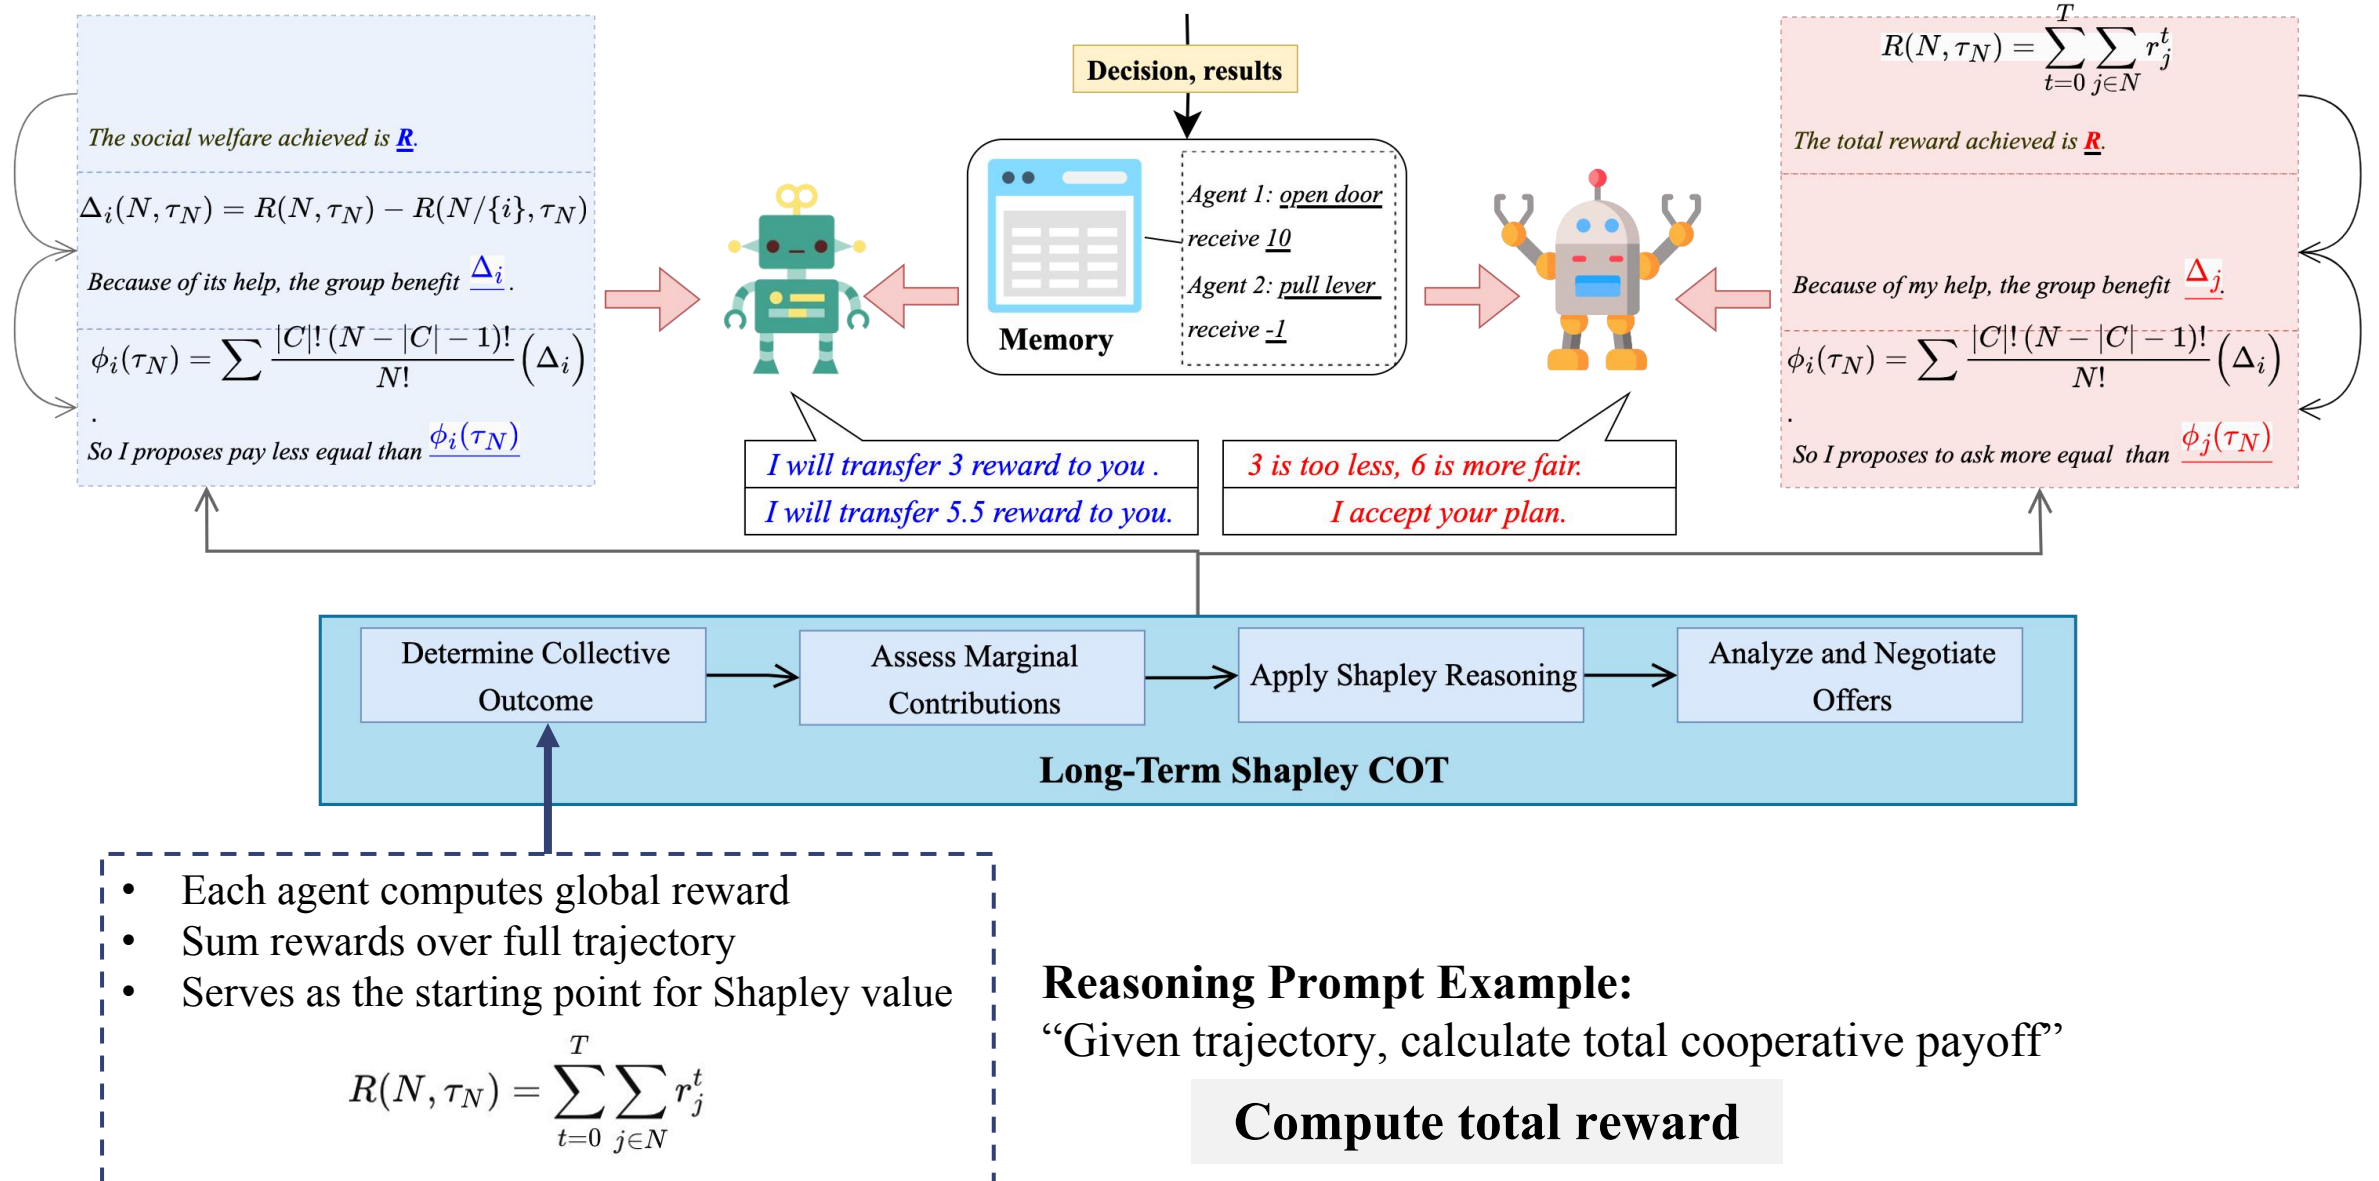 The social welfare achieved is R.
Δ_i(N, τ_N) = R(N, τ_N) − R(N/{i}, τ_N)
Because of its help, the group benefit Δ_i .
φ_i(τ_N) = ∑ |C|! (N − |C| − 1)! / N! (Δ_i)
.
So I proposes pay less equal than φ_i(τ_N)
Decision, results
Memory
Agent 1: open door
receive 10
Agent 2: pull lever
receive -1
I will transfer 3 reward to you .
I will transfer 5.5 reward to you.
3 is too less, 6 is more fair.
I accept your plan.
R(N, τ_N) = ∑_{t=0}^{T} ∑_{j∈N} r_j^t
The total reward achieved is R.
Because of my help, the group benefit Δ_j.
φ_i(τ_N) = ∑ |C|! (N − |C| − 1)! / N! (Δ_i)
.
So I proposes to ask more equal than φ_j(τ_N)
Determine Collective
Outcome
Assess Marginal
Contributions
Apply Shapley Reasoning
Analyze and Negotiate
Offers
Long-Term Shapley COT
• Each agent computes global reward
• Sum rewards over full trajectory
• Serves as the starting point for Shapley value
R(N, τ_N) = ∑_{t=0}^{T} ∑_{j∈N} r_j^t
Reasoning Prompt Example:
“Given trajectory, calculate total cooperative payoff”
Compute total reward